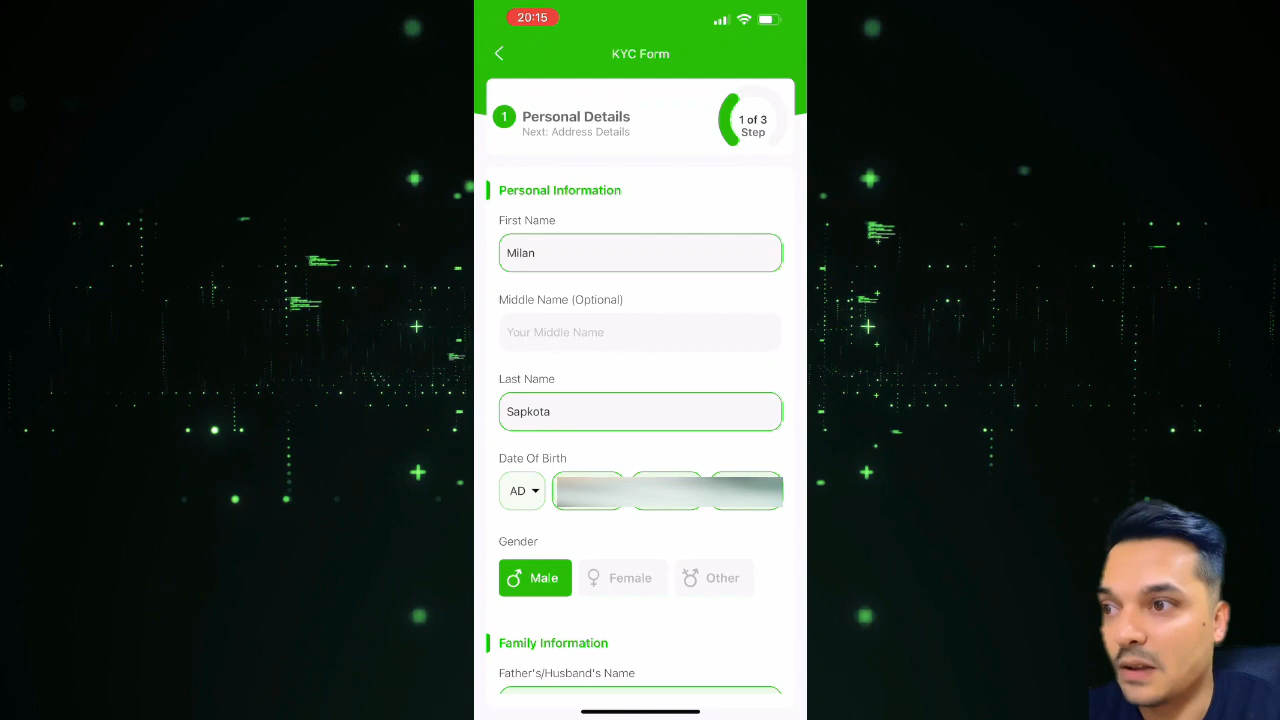 20:15
KYC Form
1
Personal Details
Next: Address Details
1 of 3
Step
Personal Information
First Name
Milan
Middle Name (Optional)
Your Middle Name
Last Name
Sapkota
Date Of Birth
AD
Gender
Male
Female
Other
Family Information
Father's/Husband's Name